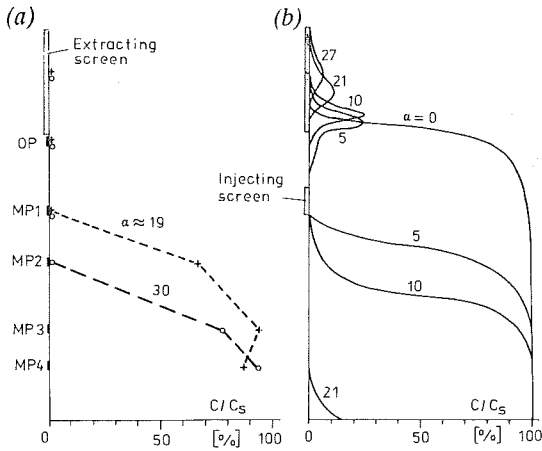 (a)
Extracting
screen
OP
MP1
α ≈ 19
MP2
30
MP3
MP4
C/Cs
[%]
0
50
100
(b)
27
21
10
α = 0
5
Injecting
screen
5
10
21
C/Cs
[%]
0
50
100